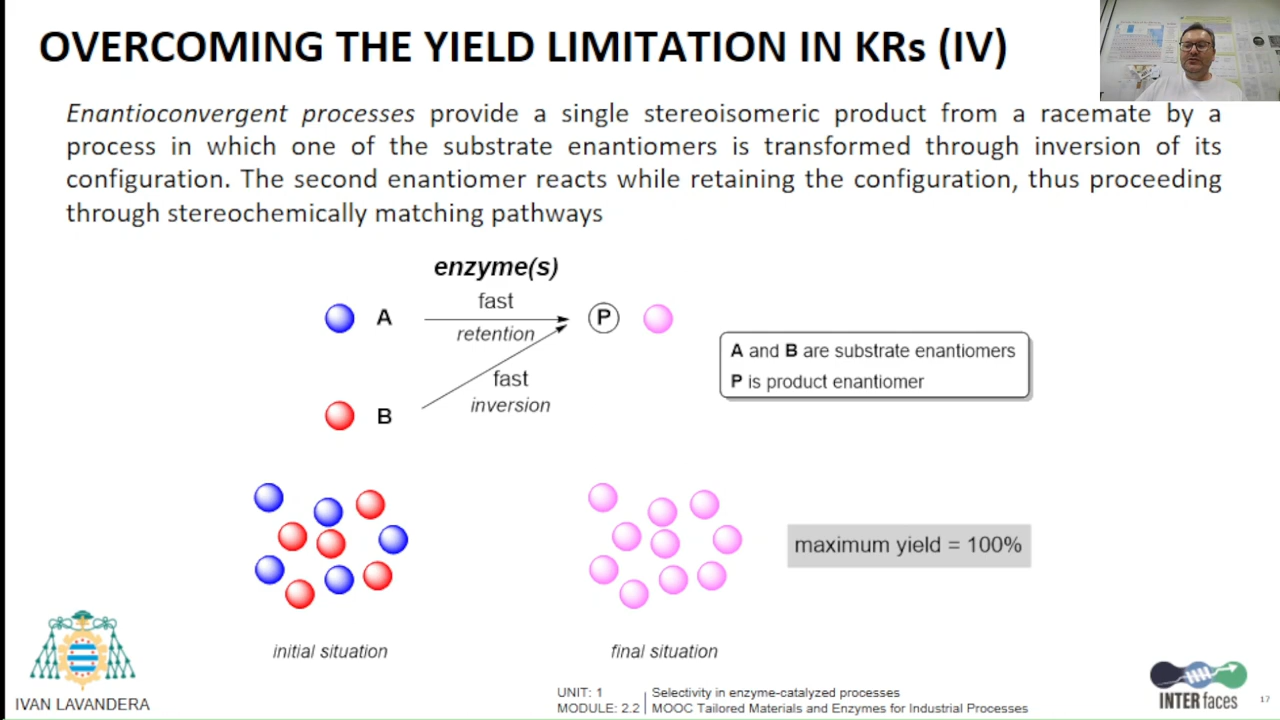 OVERCOMING THE YIELD LIMITATION IN KRs (IV)
Enantioconvergent processes provide a single stereoisomeric product from a racemate by a
process in which one of the substrate enantiomers is transformed through inversion of its
configuration. The second enantiomer reacts while retaining the configuration, thus proceeding
through stereochemically matching pathways
enzyme(s)
fast
A
P
retention
A and B are substrate enantiomers
P is product enantiomer
fast
inversion
B
maximum yield = 100%
initial situation
final situation
IVAN LAVANDERA
UNIT: 1
Selectivity in enzyme-catalyzed processes
MODULE: 2.2
MOOC Tailored Materials and Enzymes for Industrial Processes
INTERfaces
17